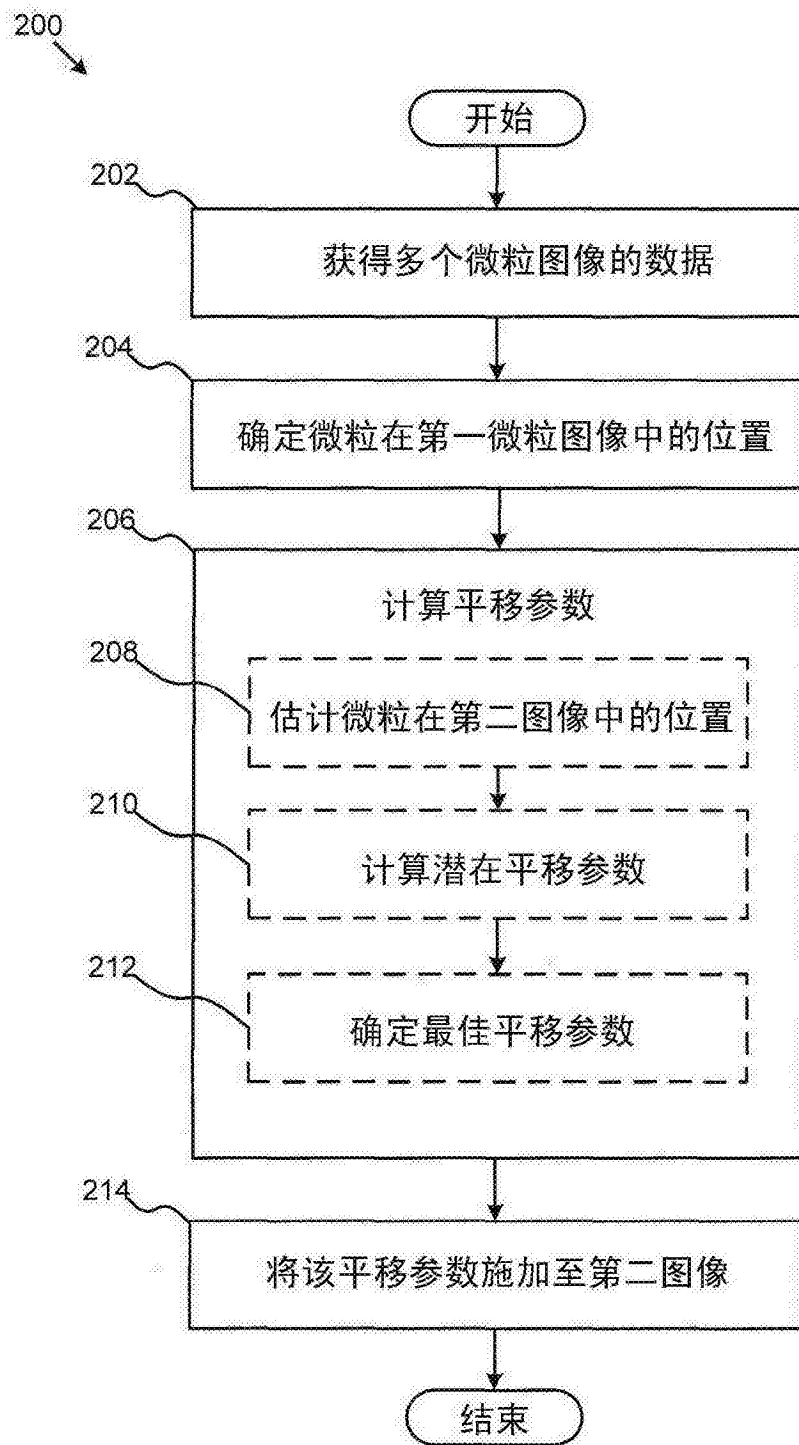 200
开始
202
获得多个微粒图像的数据
204
确定微粒在第一微粒图像中的位置
206
计算平移参数
208
估计微粒在第二图像中的位置
210
计算潜在平移参数
212
确定最佳平移参数
214
将该平移参数施加至第二图像
结束